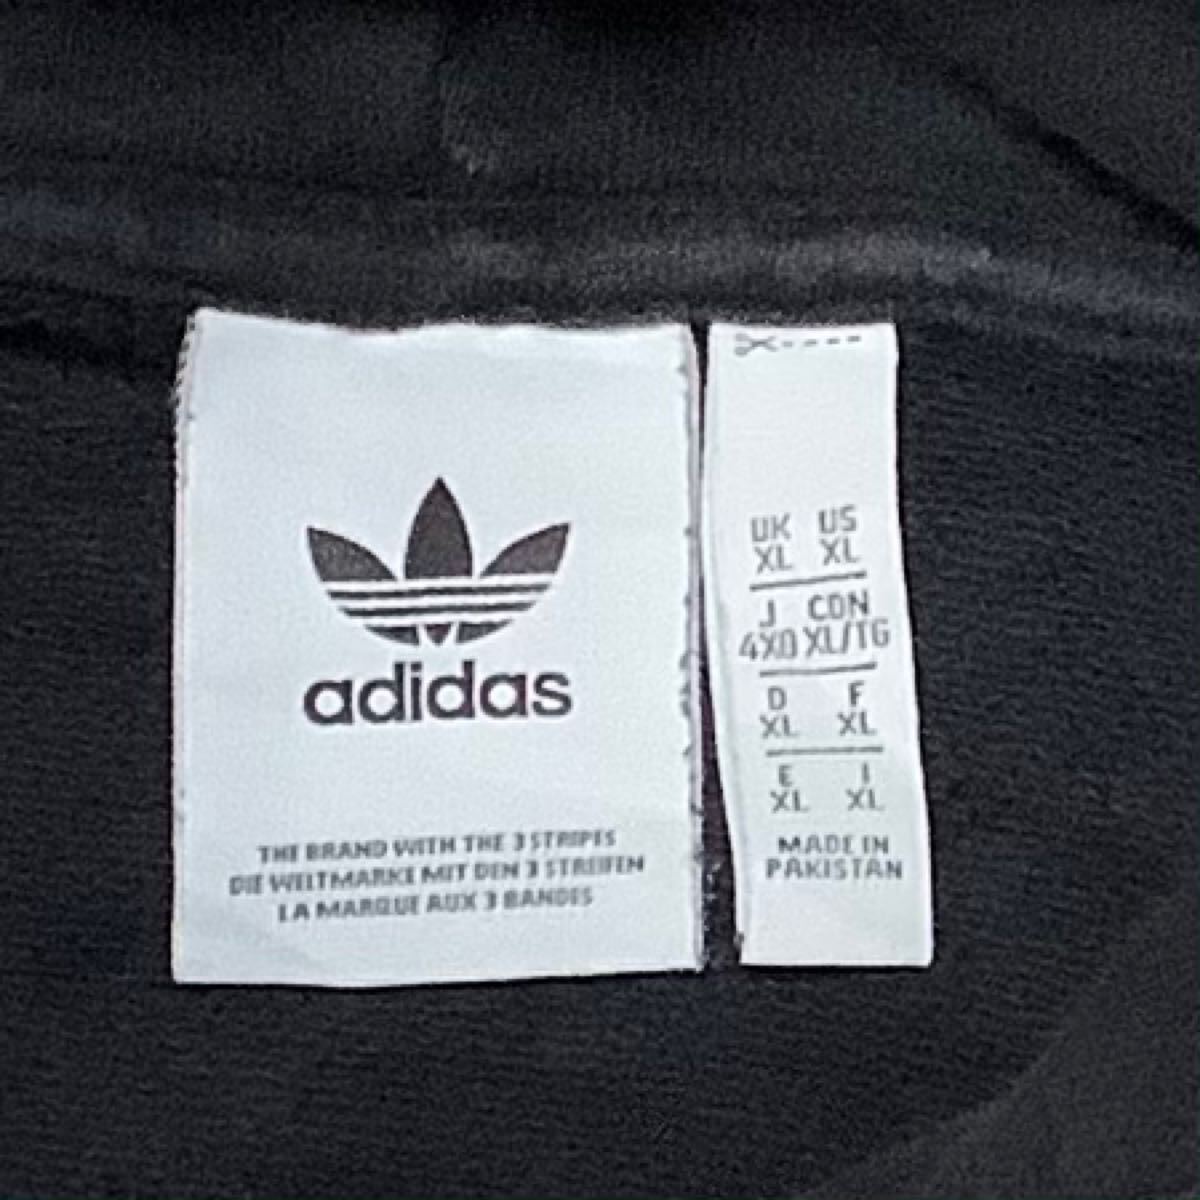 adidas
THE BRAND WITH THE 3 STRIPES
DIE WELTMARKE MIT DEN 3 STREIFEN
LA MARQUE AUX 3 BANDES
UK US
XL XL
J CDN
4XO XL/TG
D F
XL XL
E I
XL XL
MADE IN
PAKISTAN